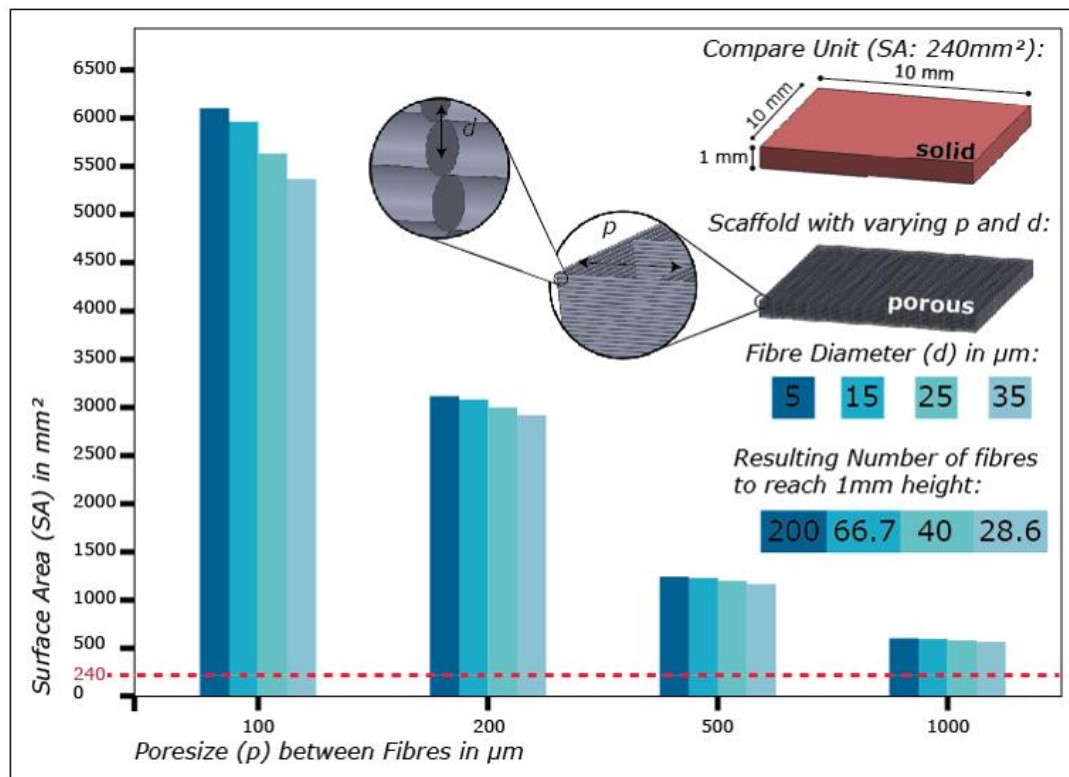 Compare Unit (SA: 240mm²):
10 mm
10 mm
1 mm
solid
d
p
Scaffold with varying p and d:
porous
Fibre Diameter (d) in µm:
5 15 25 35
Resulting Number of fibres
to reach 1mm height:
200 66.7 40 28.6
Surface Area (SA) in mm²
6500
6000
5500
5000
4500
4000
3500
3000
2500
2000
1500
1000
500
240
0
100 200 500 1000
Poresize (p) between Fibres in µm